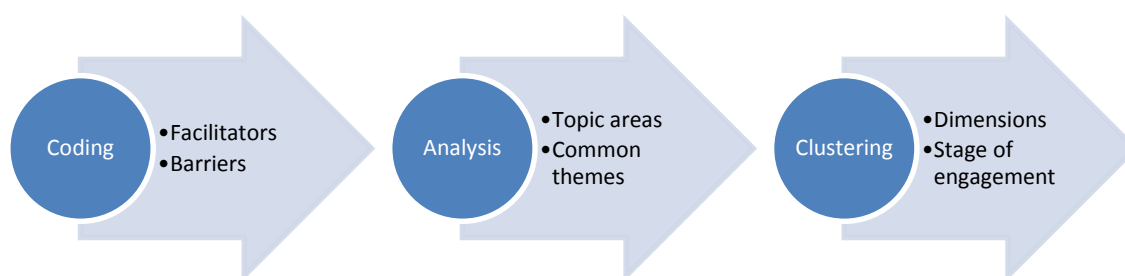 Coding
•Facilitators
•Barriers
Analysis
•Topic areas
•Common
themes
Clustering
•Dimensions
•Stage of
engagement